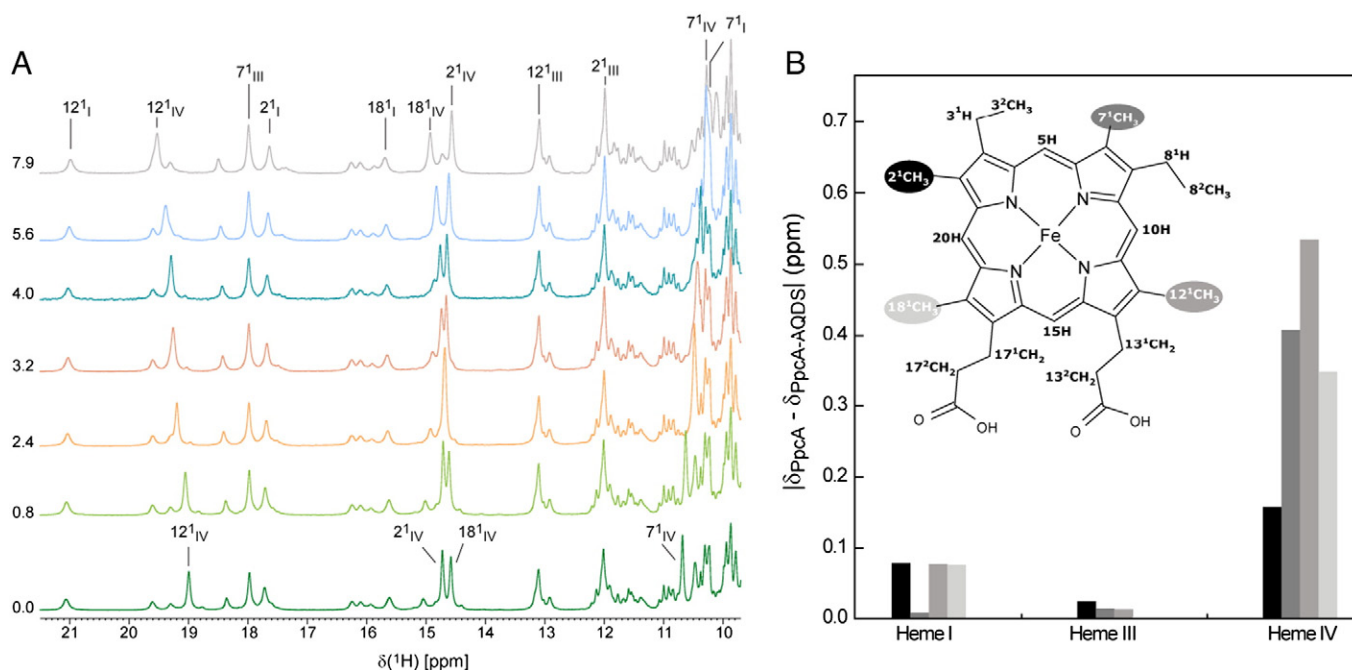 A
7¹IV
7¹I
7¹III
2¹IV
12¹III
2¹III
12¹I
12¹IV
2¹I
18¹I
18¹IV
7.9
5.6
4.0
3.2
2.4
0.8
12¹IV
2¹IV
18¹IV
7¹IV
0.0
21 20 19 18 17 16 15 14 13 12 11 10
δ(¹H) [ppm]
B
|δPpcA - δPpcA-AQDS| (ppm)
0.7
0.6
0.5
0.4
0.3
0.2
0.1
0.0
3²CH₃
3¹H
7¹CH₃
5H
8¹H
2¹CH₃
8²CH₃
N N
20H
Fe
10H
N N
18¹CH₃
12¹CH₃
15H
17¹CH₂
13¹CH₂
17²CH₂
13²CH₂
O
OH
O
OH
Heme I
Heme III
Heme IV